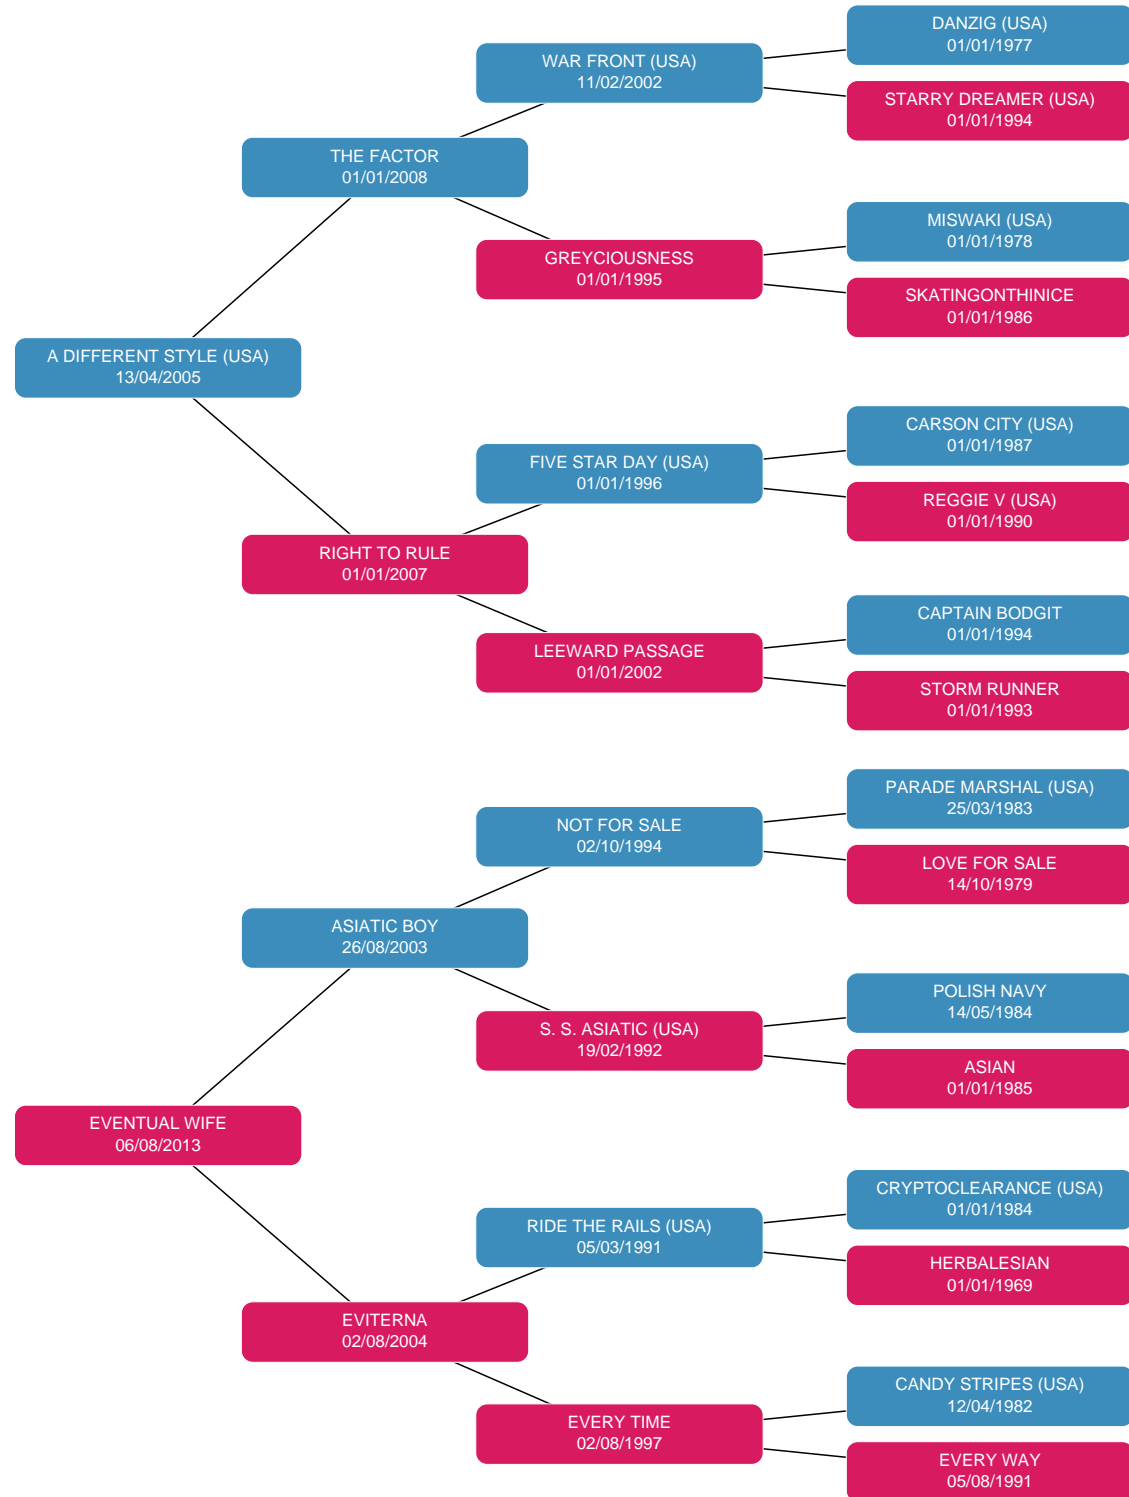 DANZIG (USA)
01/01/1977
WAR FRONT (USA)
11/02/2002
STARRY DREAMER (USA)
01/01/1994
THE FACTOR
01/01/2008
MISWAKI (USA)
01/01/1978
GREYCIOUSNESS
01/01/1995
SKATINGONTHINICE
01/01/1986
A DIFFERENT STYLE (USA)
13/04/2005
CARSON CITY (USA)
01/01/1987
FIVE STAR DAY (USA)
01/01/1996
REGGIE V (USA)
01/01/1990
RIGHT TO RULE
01/01/2007
CAPTAIN BODGIT
01/01/1994
LEEWARD PASSAGE
01/01/2002
STORM RUNNER
01/01/1993
PARADE MARSHAL (USA)
25/03/1983
NOT FOR SALE
02/10/1994
LOVE FOR SALE
14/10/1979
ASIATIC BOY
26/08/2003
POLISH NAVY
14/05/1984
S. S. ASIATIC (USA)
19/02/1992
ASIAN
01/01/1985
EVENTUAL WIFE
06/08/2013
CRYPTOCLEARANCE (USA)
01/01/1984
RIDE THE RAILS (USA)
05/03/1991
HERBALESIAN
01/01/1969
EVITERNA
02/08/2004
CANDY STRIPES (USA)
12/04/1982
EVERY TIME
02/08/1997
EVERY WAY
05/08/1991